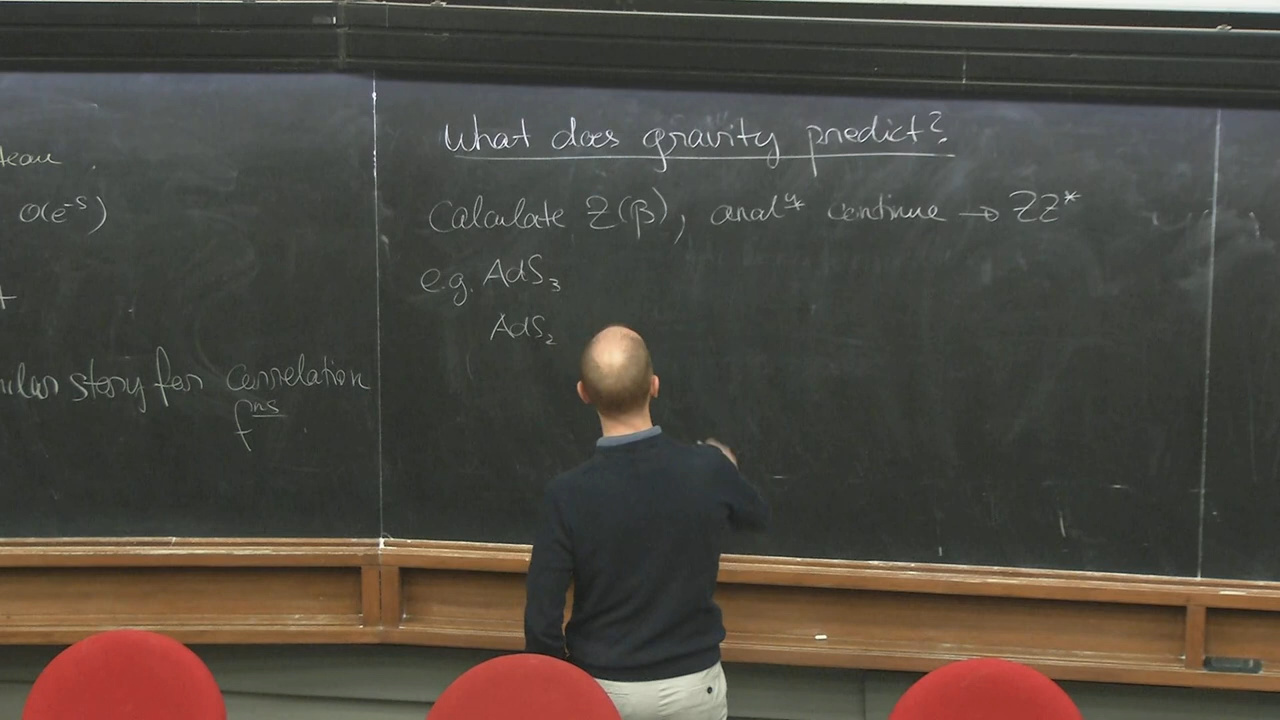 O(e^-S)
story for correlation
f^ns
What does gravity predict?
Calculate Z(β), anal^y continue → ZZ*
e.g. AdS₃
AdS₂